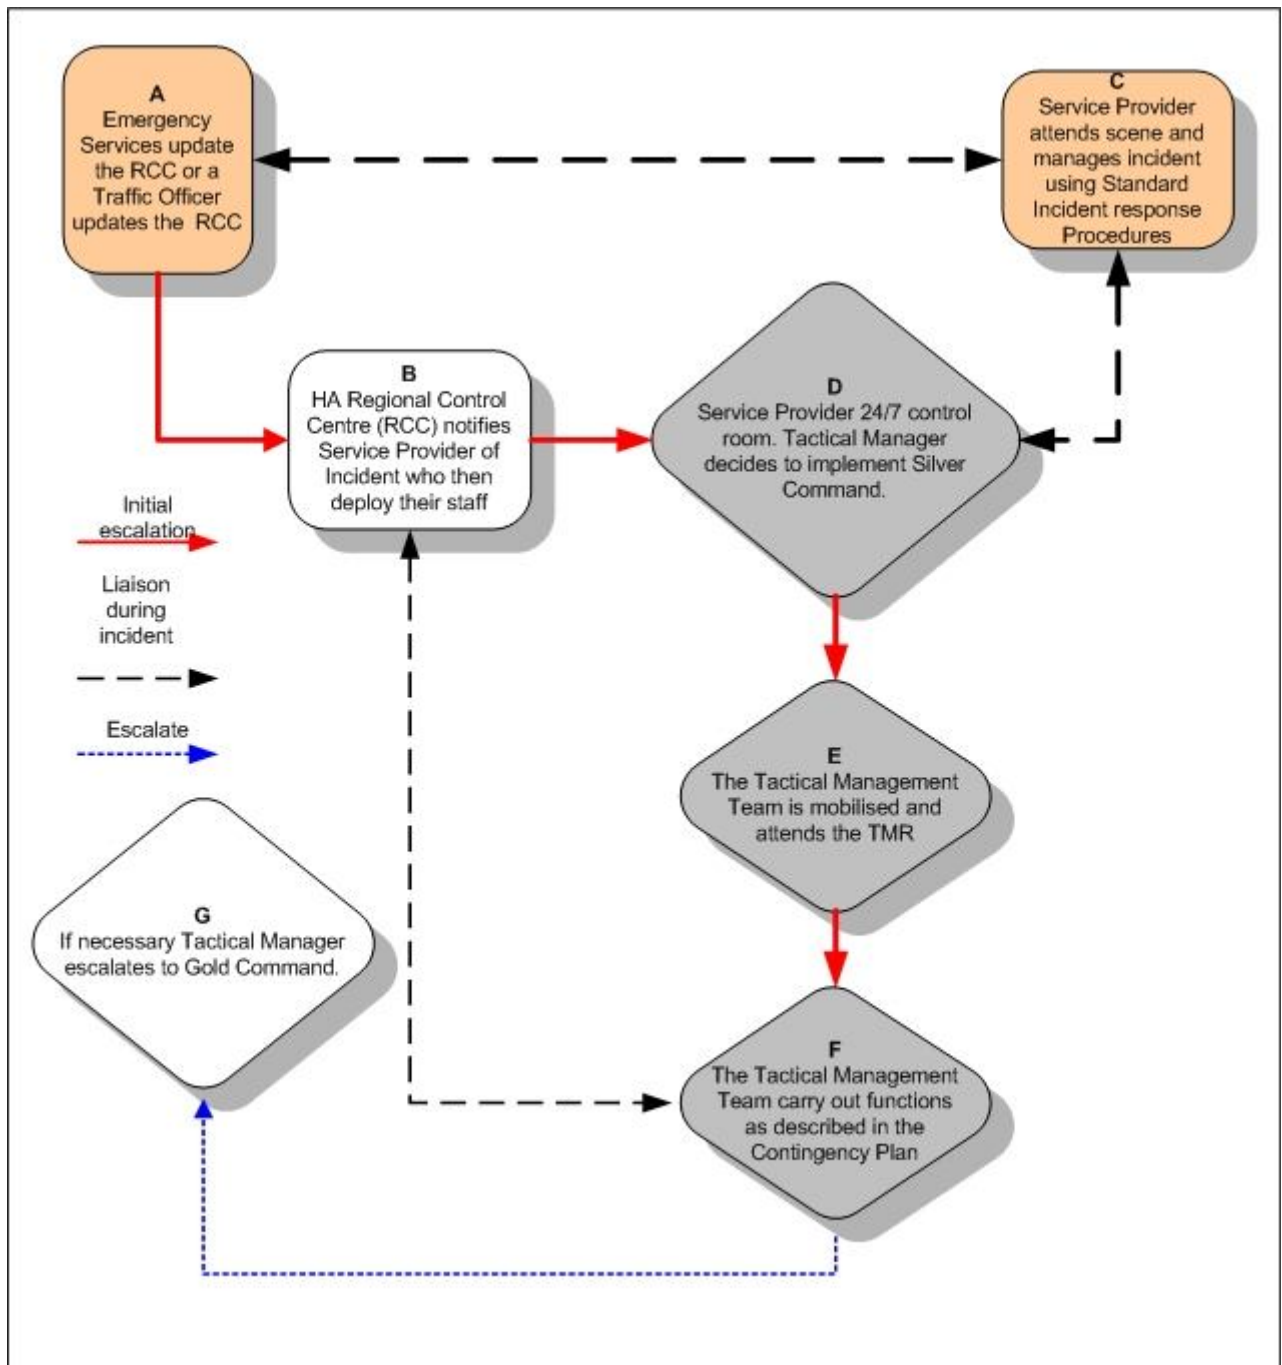 A
Emergency
Services update
the RCC or a
Traffic Officer
updates the RCC
C
Service Provider
attends scene and
manages incident
using Standard
Incident response
Procedures
B
HA Regional Control
Centre (RCC) notifies
Service Provider of
Incident who then
deploy their staff
D
Service Provider 24/7 control
room. Tactical Manager
decides to implement Silver
Command.
Initial
escalation
Liaison
during
incident
Escalate
E
The Tactical Management
Team is mobilised and
attends the TMR
G
If necessary Tactical Manager
escalates to Gold Command.
F
The Tactical Management
Team carry out functions
as described in the
Contingency Plan